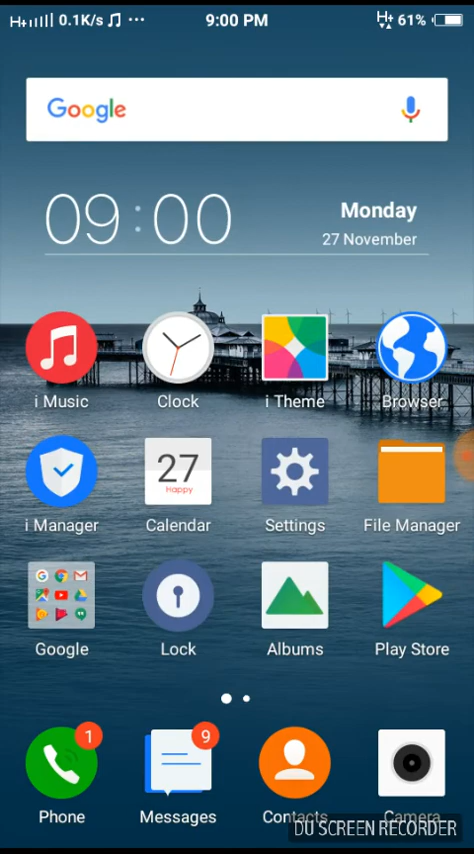 H+ 0.1K/s ... 9:00 PM H+ 61%
Google
09:00 Monday
27 November
i Music Clock i Theme Browser
27
Happy
i Manager Calendar Settings File Manager
G
Google Lock Albums Play Store
1 9
Phone Messages Contacts Camera
DU SCREEN RECORDER